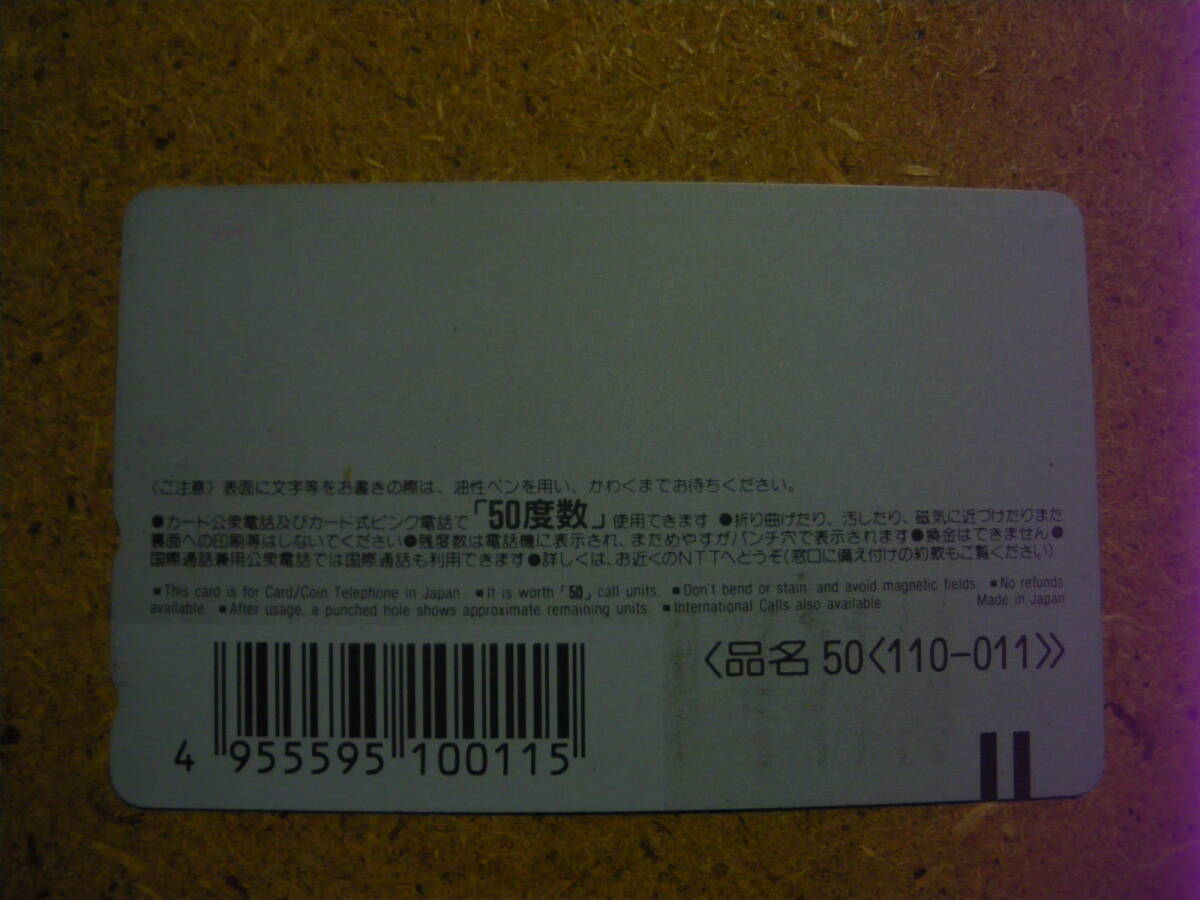 〈ご注意〉表面に文字等をお書きの際は、油性ペンを用い、かわくまでお待ちください。
●カード公衆電話及びカード式ピンク電話で「50度数」使用できます ●折り曲げたり、汚したり、磁気に近づけたりまた
裏面への印刷等はしないでください●残度数は電話機に表示され、まためやすがパンチ穴で表示されます●換金はできません●
国際通話兼用公衆電話では国際通話も利用できます●詳しくは、お近くのNTTへどうぞ(窓口に備え付けの約款もご覧ください)
■This card is for Card/Coin Telephone in Japan. ■It is worth「50」call units. ■Don't bend or stain, and avoid magnetic fields. ■No refunds
available. ■After usage, a punched hole shows approximate remaining units. ■International Calls also available. Made in Japan
〈品名 50〈110-011〉〉
4 955595 100115